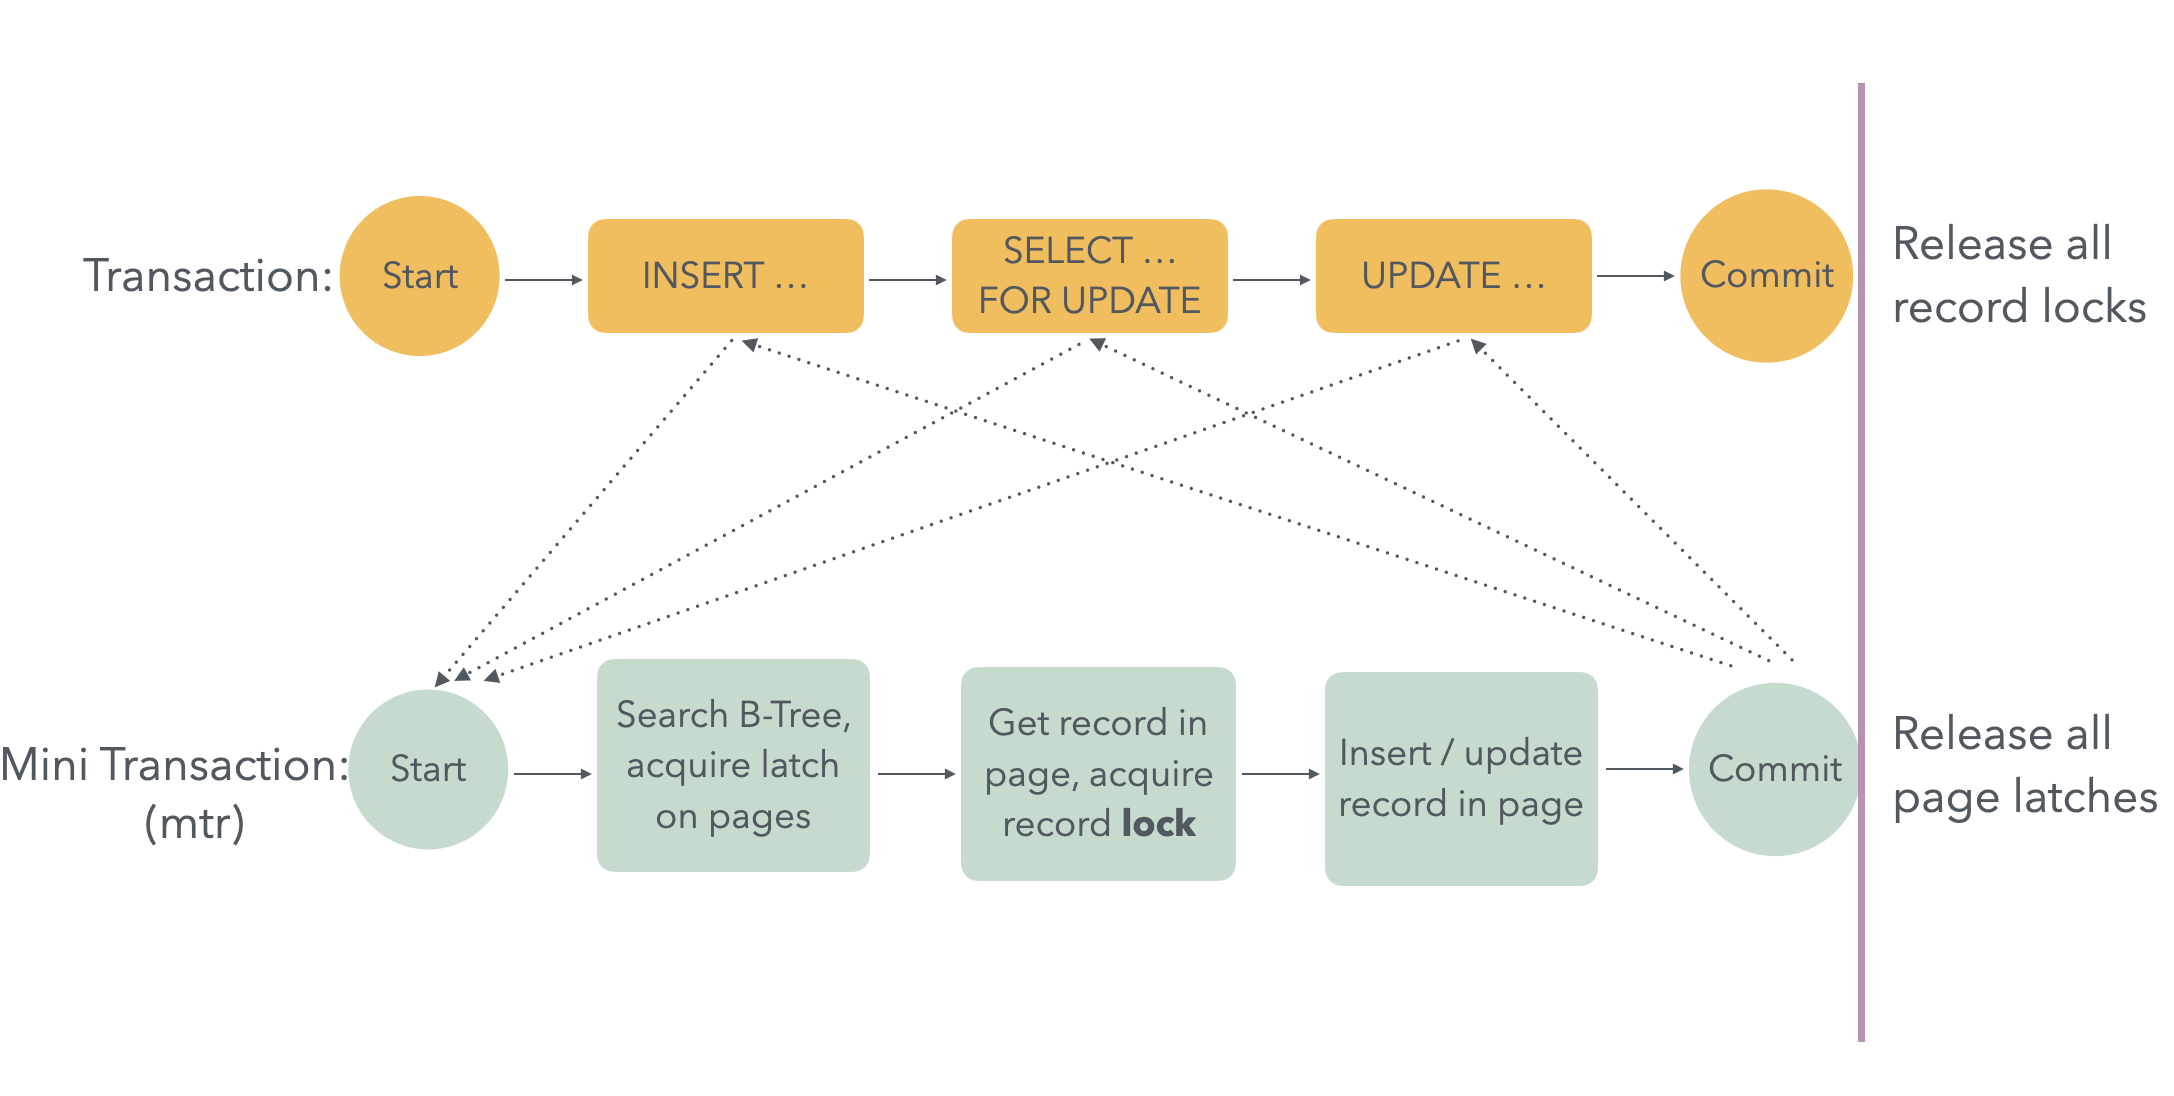 Transaction:
Start
INSERT …
SELECT …
FOR UPDATE
UPDATE …
Commit
Release all
record locks
Mini Transaction:
(mtr)
Start
Search B-Tree,
acquire latch
on pages
Get record in
page, acquire
record lock
Insert / update
record in page
Commit
Release all
page latches